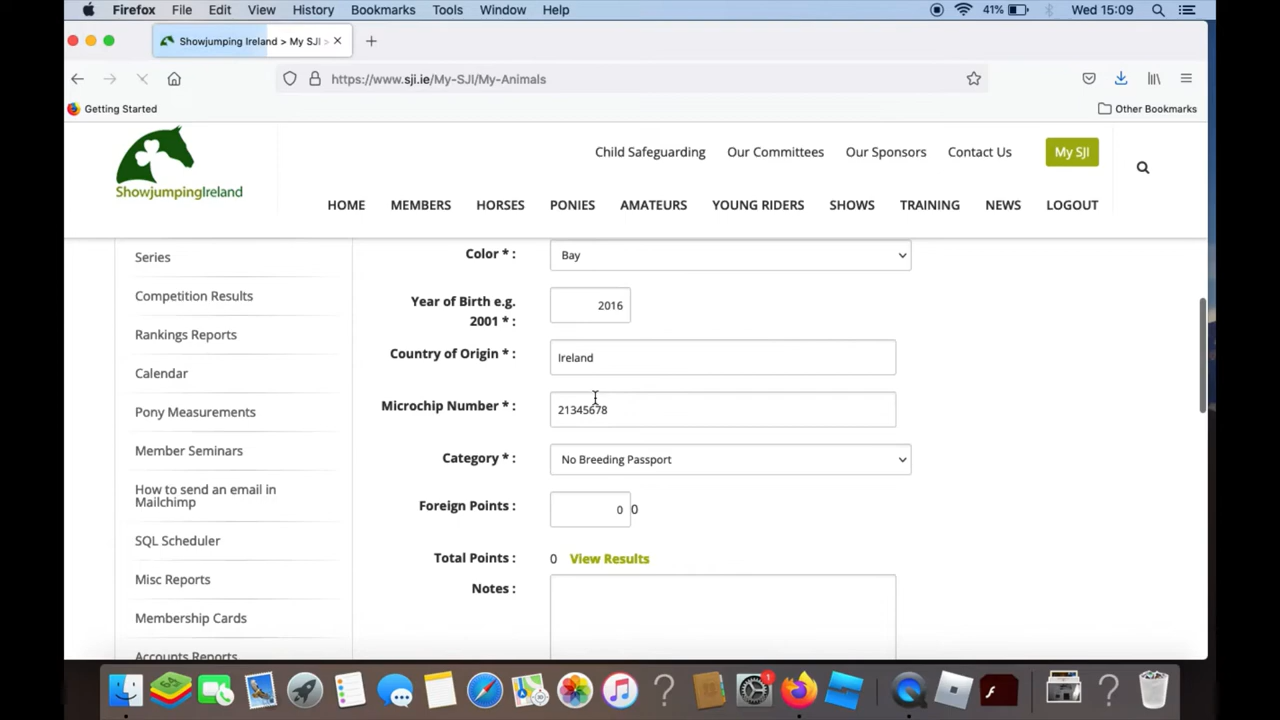 Firefox File Edit View History Bookmarks Tools Window Help 41% Wed 15:09
Showjumping Ireland > My SJI >
https://www.sji.ie/My-SJI/My-Animals
Getting Started Other Bookmarks
Child Safeguarding Our Committees Our Sponsors Contact Us My SJI
ShowjumpingIreland
HOME MEMBERS HORSES PONIES AMATEURS YOUNG RIDERS SHOWS TRAINING NEWS LOGOUT
Series
Competition Results
Rankings Reports
Calendar
Pony Measurements
Member Seminars
How to send an email in
Mailchimp
SQL Scheduler
Misc Reports
Membership Cards
Accounts Reports
Color * : Bay
Year of Birth e.g.
2001 * : 2016
Country of Origin * : Ireland
Microchip Number * : 21345678
Category * : No Breeding Passport
Foreign Points : 0 0
Total Points : 0 View Results
Notes :
1